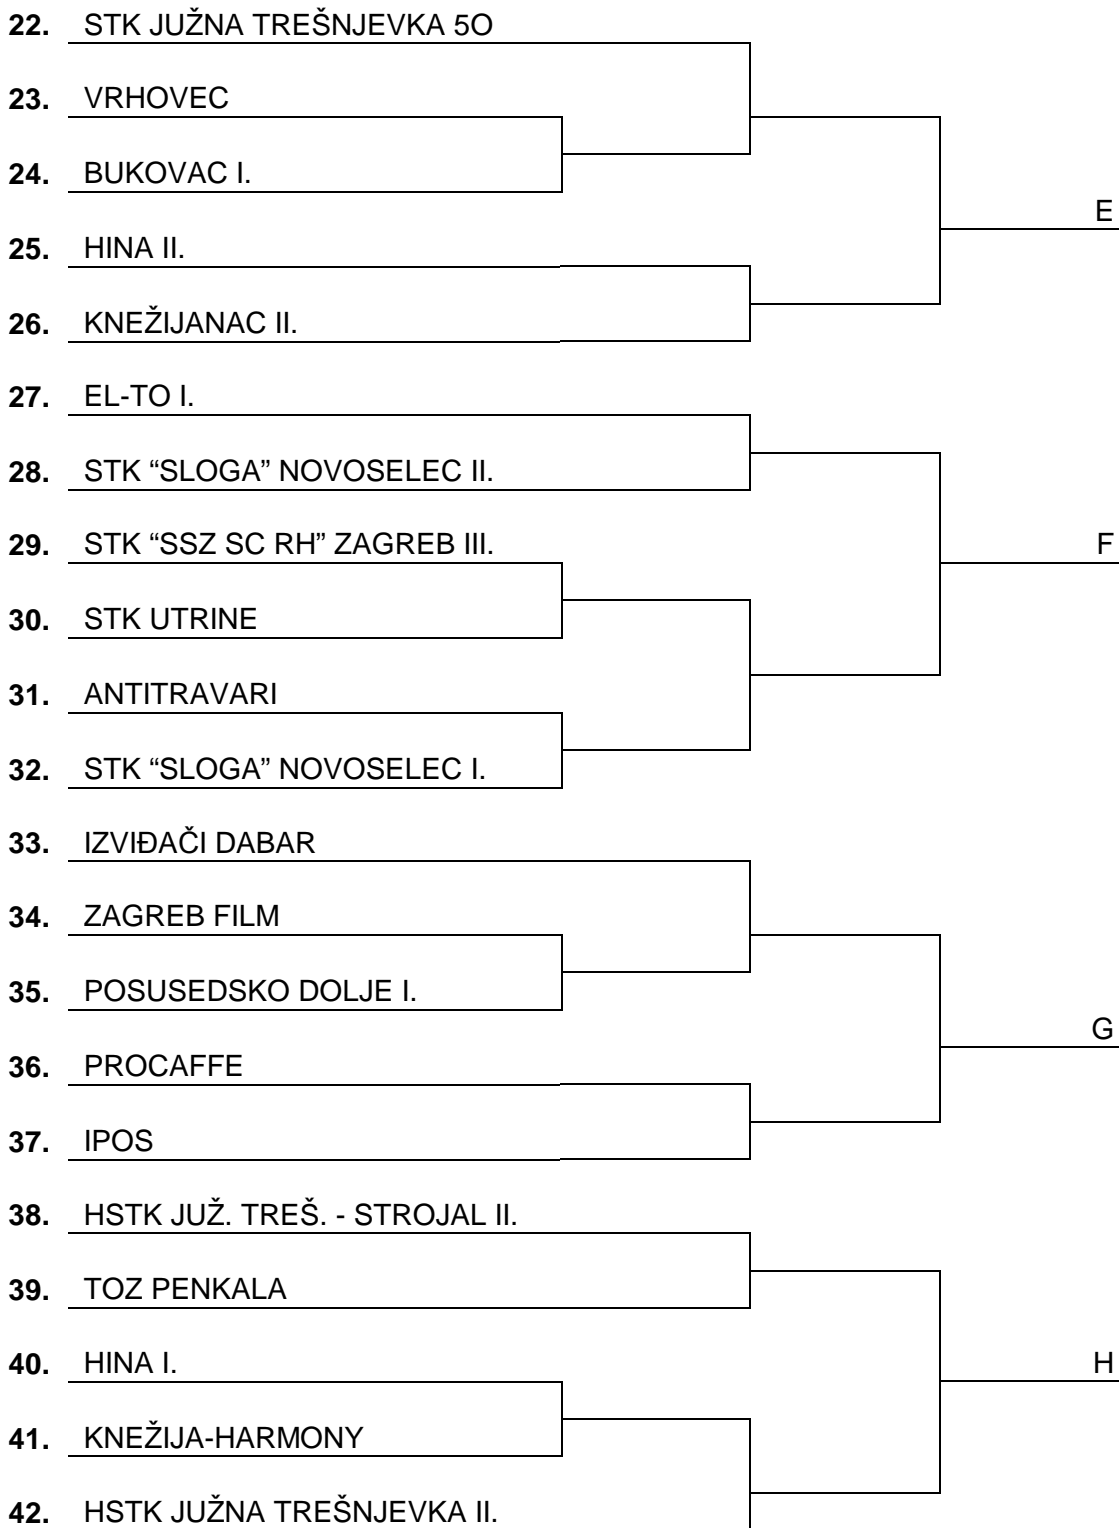 22. STK JUŽNA TREŠNJEVKA 5O
23. VRHOVEC
24. BUKOVAC I.
E
25. HINA II.
26. KNEŽIJANAC II.
27. EL-TO I.
28. STK “SLOGA” NOVOSELEC II.
29. STK “SSZ SC RH” ZAGREB III.
F
30. STK UTRINE
31. ANTITRAVARI
32. STK “SLOGA” NOVOSELEC I.
33. IZVIĐAČI DABAR
34. ZAGREB FILM
35. POSUSEDSKO DOLJE I.
G
36. PROCAFFE
37. IPOS
38. HSTK JUŽ. TREŠ. - STROJAL II.
39. TOZ PENKALA
40. HINA I.
H
41. KNEŽIJA-HARMONY
42. HSTK JUŽNA TREŠNJEVKA II.